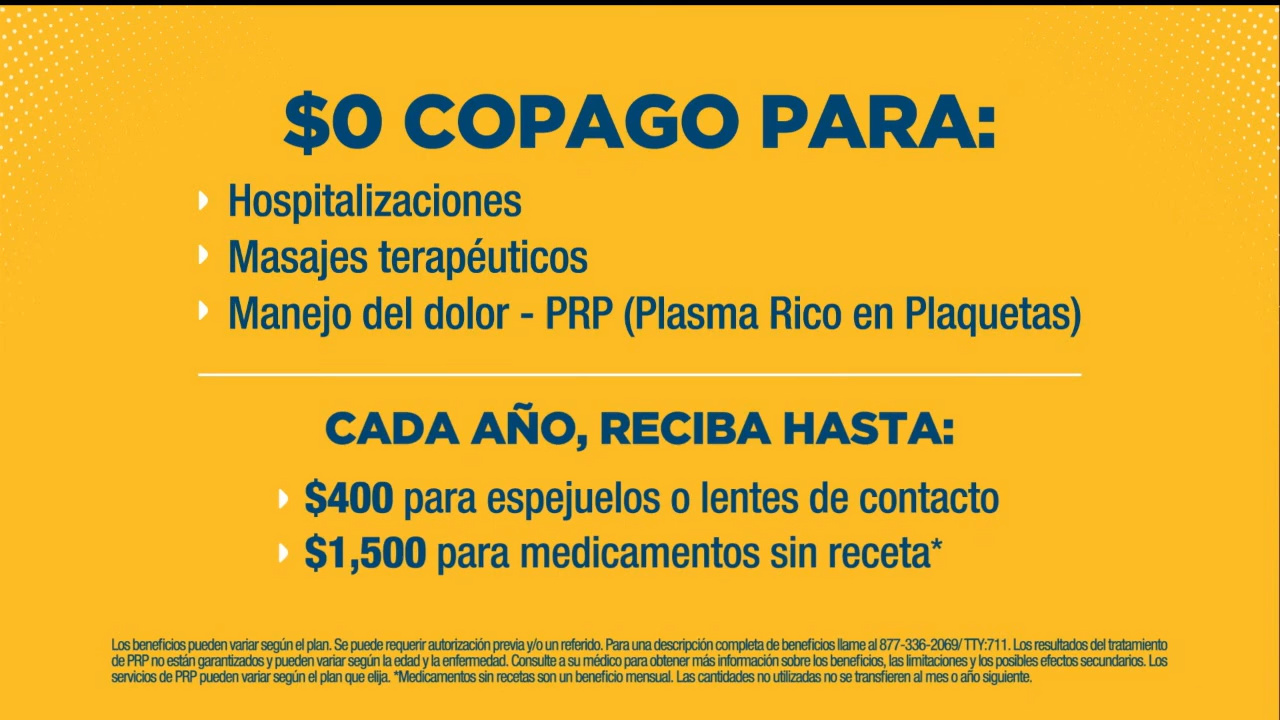 $0 COPAGO PARA:
Hospitalizaciones
Masajes terapéuticos
Manejo del dolor - PRP (Plasma Rico en Plaquetas)
CADA AÑO, RECIBA HASTA:
$400 para espejuelos o lentes de contacto
$1,500 para medicamentos sin receta*
Los beneficios pueden variar según el plan. Se puede requerir autorización previa y/o un referido. Para una descripción completa de beneficios llame al 877-336-2069/ TTY:711. Los resultados del tratamiento
de PRP no están garantizados y pueden variar según la edad y la enfermedad. Consulte a su médico para obtener más información sobre los beneficios, las limitaciones y los posibles efectos secundarios. Los
servicios de PRP pueden variar según el plan que elija. *Medicamentos sin recetas son un beneficio mensual. Las cantidades no utilizadas no se transfieren al mes o año siguiente.